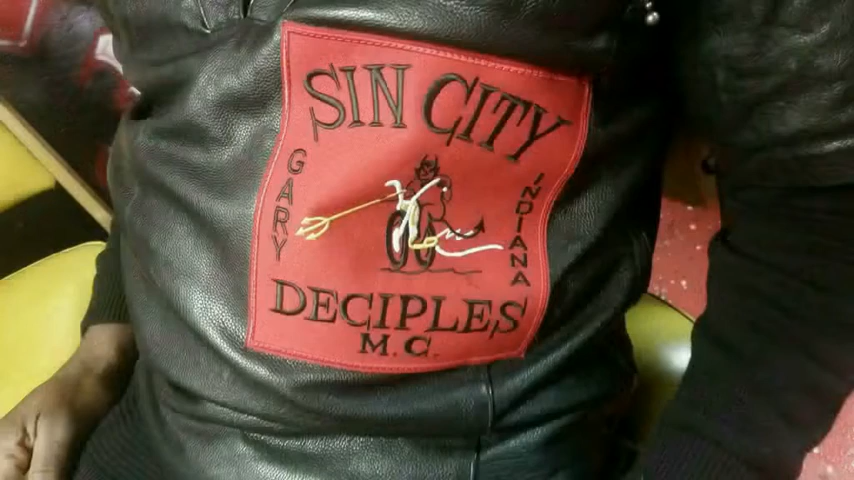 SIN CITY
GARY
INDIANA
DECIPLES
M.C.